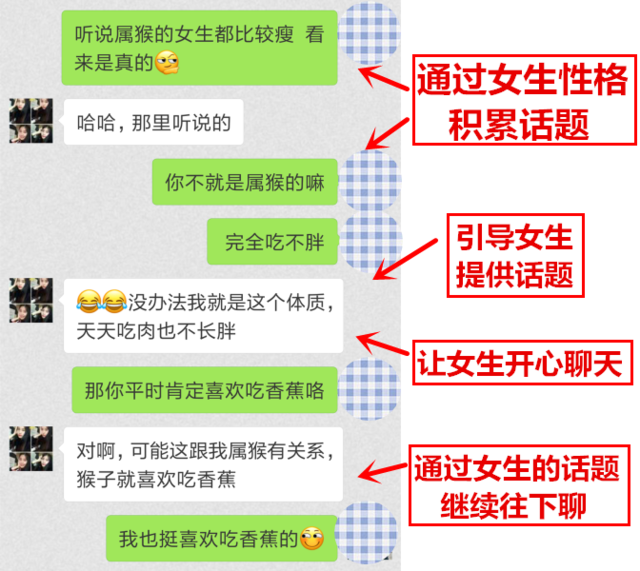 听说属猴的女生都比较瘦 看
来是真的
通过女生性格
积累话题
哈哈，那里听说的
你不就是属猴的嘛
完全吃不胖
引导女生
提供话题
没办法我就是这个体质，
天天吃肉也不长胖
让女生开心聊天
那你平时肯定喜欢吃香蕉咯
对啊，可能这跟我属猴有关系，
猴子就喜欢吃香蕉
通过女生的话题
继续往下聊
我也挺喜欢吃香蕉的